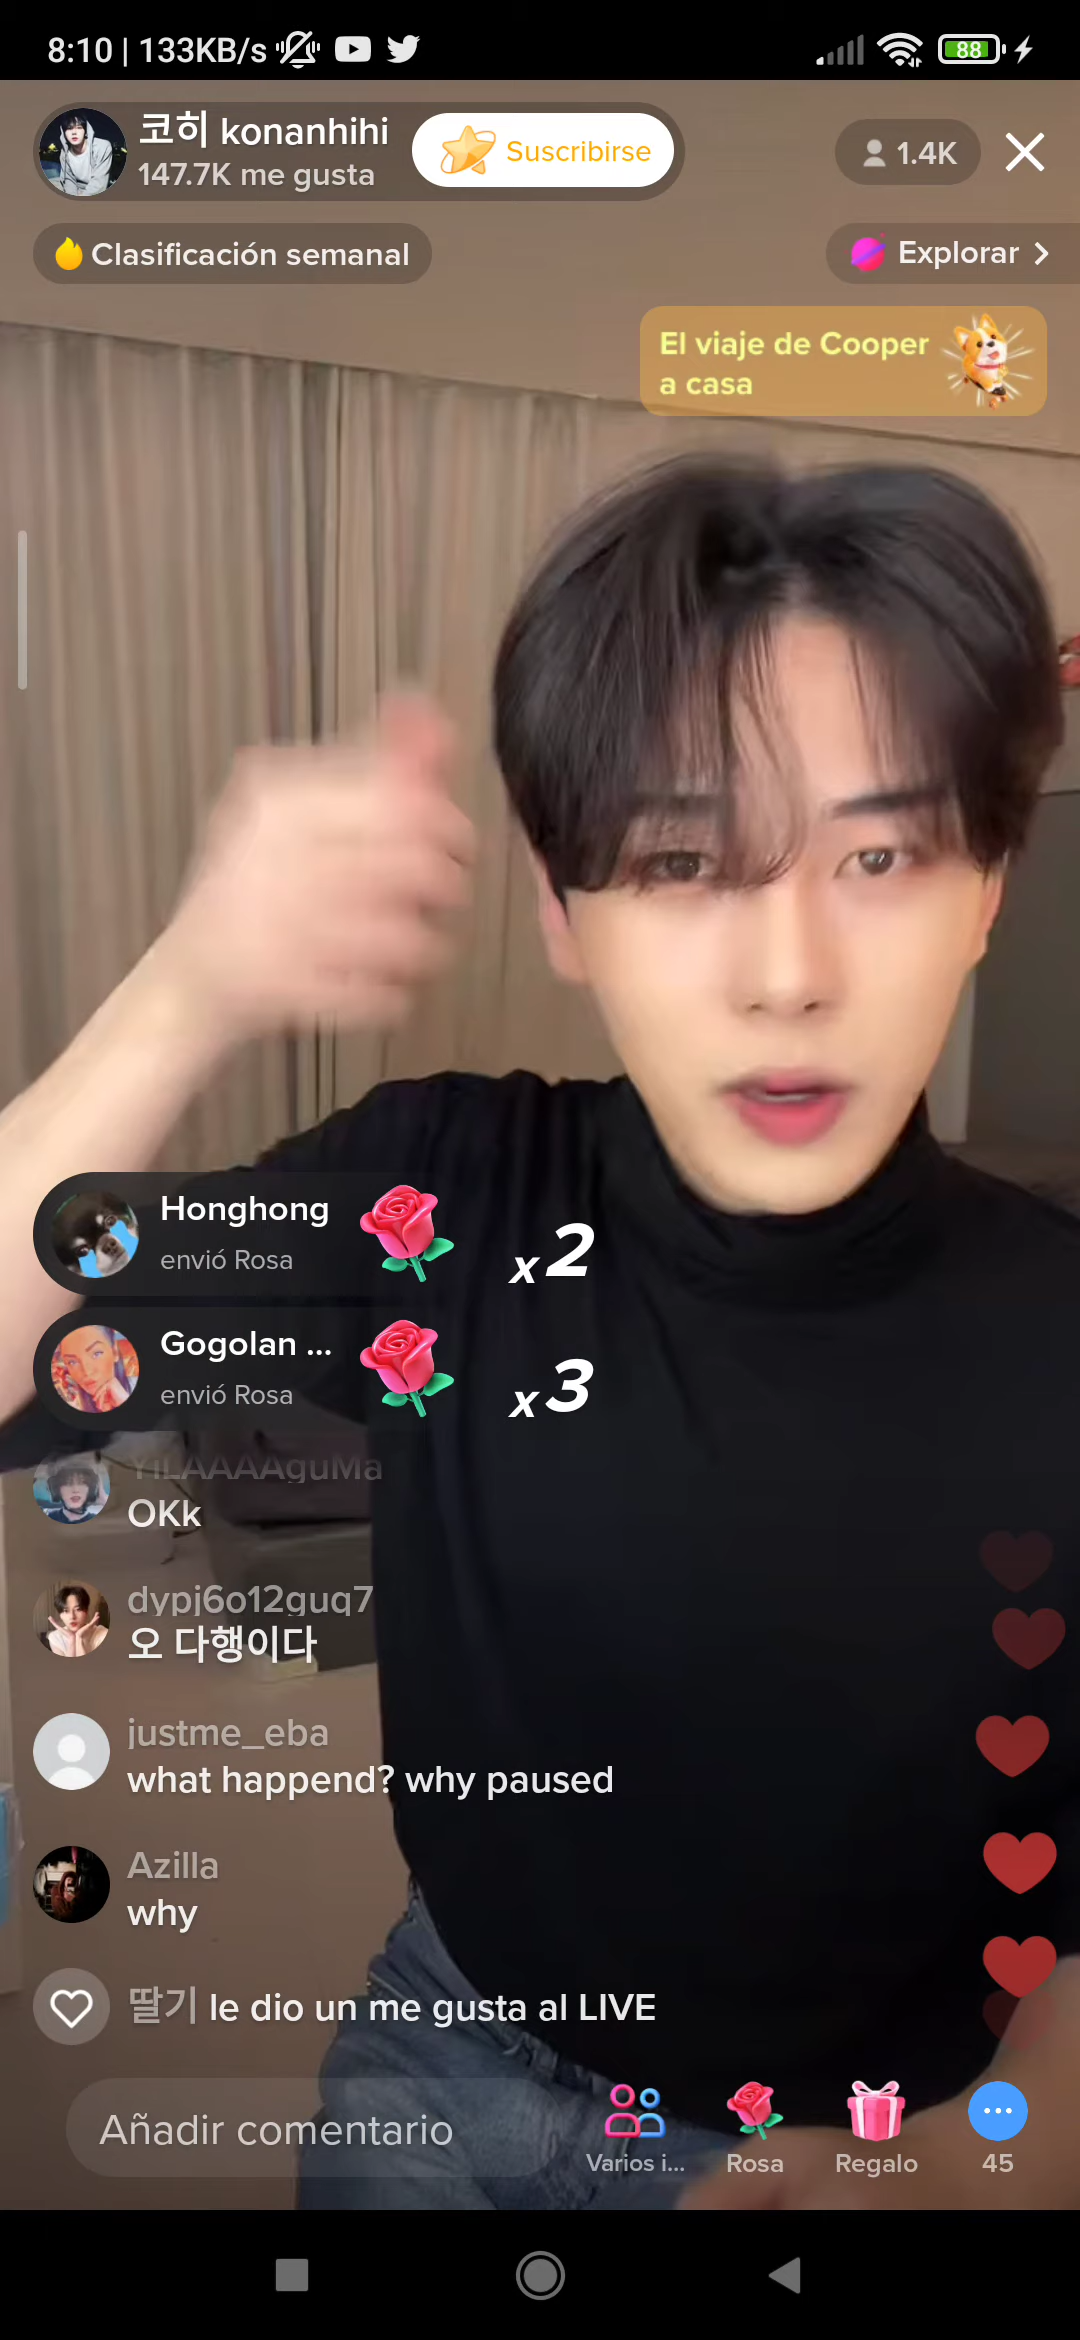 8:10 | 133KB/s
88
코히 konanhihi
147.7K me gusta
Suscribirse
1.4K
Clasificación semanal
Explorar
El viaje de Cooper
a casa
Honghong
envió Rosa
x2
Gogolan ...
envió Rosa
x3
YiLAAAAguMa
OKk
dypj6o12guq7
오 다행이다
justme_eba
what happend? why paused
Azilla
why
딸기 le dio un me gusta al LIVE
Añadir comentario
Varios i...
Rosa
Regalo
45